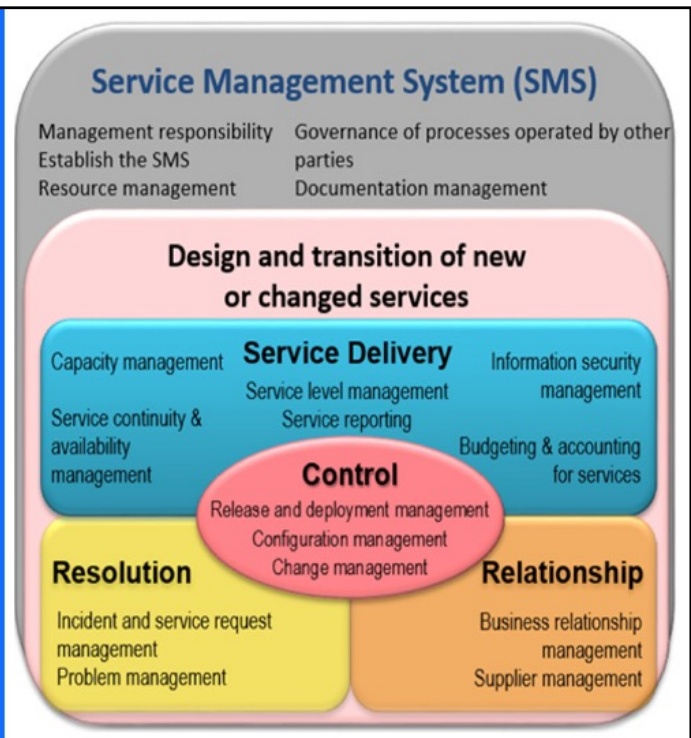 Service Management System (SMS)
Management responsibility
Establish the SMS
Resource management
Governance of processes operated by other
parties
Documentation management
Design and transition of new
or changed services
Capacity management
Service continuity &
availability
management
Service Delivery
Service level management
Service reporting
Information security
management
Budgeting & accounting
for services
Control
Release and deployment management
Configuration management
Change management
Resolution
Incident and service request
management
Problem management
Relationship
Business relationship
management
Supplier management